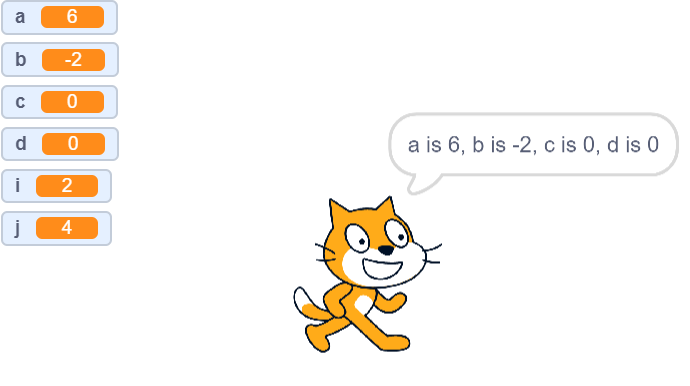 a 6
b -2
c 0
d 0
i 2
j 4
a is 6, b is -2, c is 0, d is 0